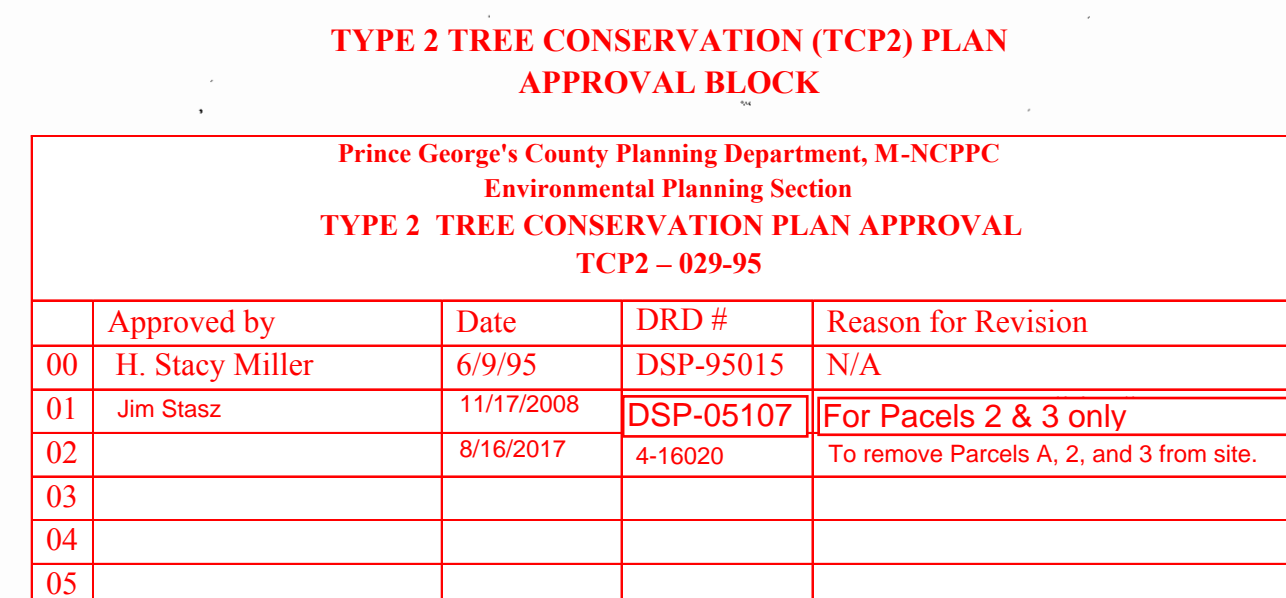 TYPE 2 TREE CONSERVATION (TCP2) PLAN
APPROVAL BLOCK
Prince George's County Planning Department, M-NCPPC
Environmental Planning Section
TYPE 2 TREE CONSERVATION PLAN APPROVAL
TCP2 – 029-95
Approved by Date DRD # Reason for Revision
00 H. Stacy Miller 6/9/95 DSP-95015 N/A
01 Jim Stasz 11/17/2008 DSP-05107 For Pacels 2 & 3 only
02 8/16/2017 4-16020 To remove Parcels A, 2, and 3 from site.
03
04
05